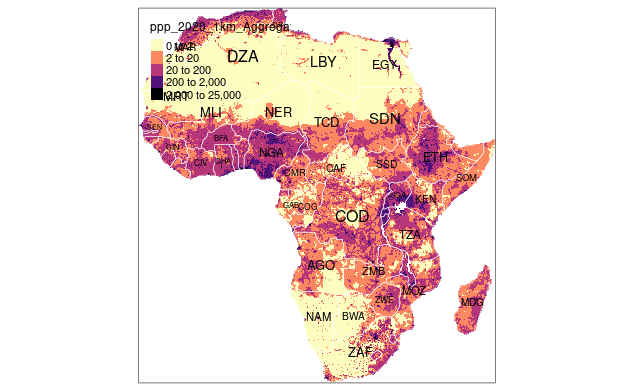 ppp_2020_1km_Aggrega
0 to 2
2 to 20
20 to 200
200 to 2,000
2,000 to 25,000
MAR
DZA
LBY
EGY
MRT
MLI
NER
TCD
SDN
SEN
GIN
BFA
CIV
GHA
NGA
CMR
CAF
SSD
ETH
SOM
GAB
COG
COD
KEN
TZA
AGO
ZMB
MOZ
ZWE
MDG
NAM
BWA
ZAF